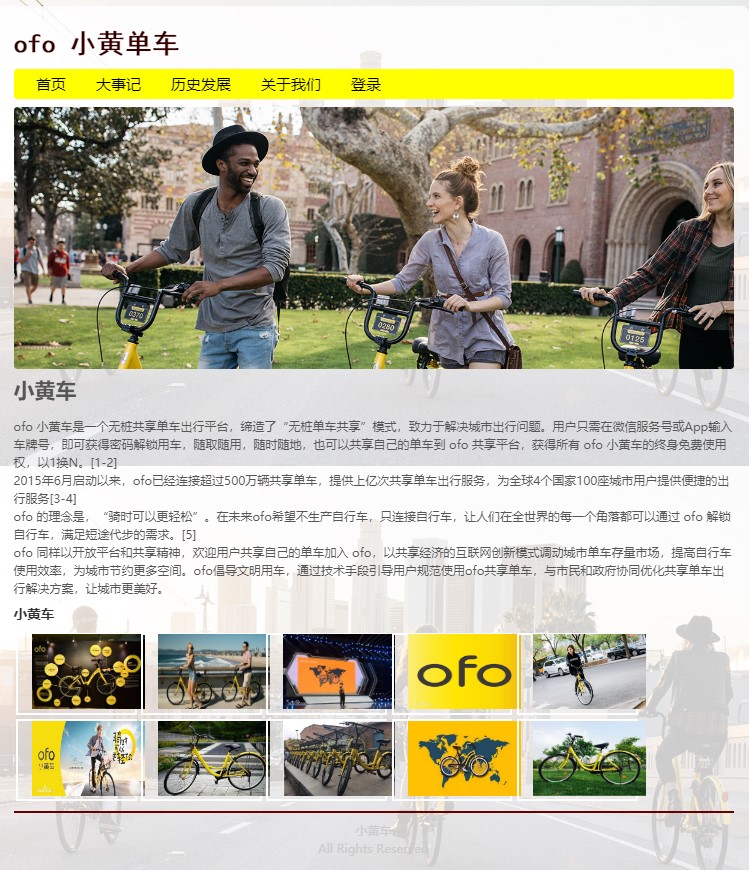 ofo 小黄单车
首页 大事记 历史发展 关于我们 登录
0370
0280
0125
小黄车
ofo 小黄车是一个无桩共享单车出行平台，缔造了“无桩单车共享”模式，致力于解决城市出行问题。用户只需在微信服务号或App输入
车牌号，即可获得密码解锁用车，随取随用，随时随地，也可以共享自己的单车到 ofo 共享平台，获得所有 ofo 小黄车的终身免费使用
权，以1换N。[1-2]
2015年6月启动以来，ofo已经连接超过500万辆共享单车，提供上亿次共享单车出行服务，为全球4个国家100座城市用户提供便捷的出
行服务[3-4]
ofo 的理念是，“骑时可以更轻松”。在未来ofo希望不生产自行车，只连接自行车，让人们在全世界的每一个角落都可以通过 ofo 解锁
自行车，满足短途代步的需求。[5]
ofo 同样以开放平台和共享精神，欢迎用户共享自己的单车加入 ofo，以共享经济的互联网创新模式调动城市单车存量市场，提高自行车
使用效率，为城市节约更多空间。ofo倡导文明用车，通过技术手段引导用户规范使用ofo共享单车，与市民和政府协同优化共享单车出
行解决方案，让城市更美好。
小黄车
ofo
ofo
ofo
小黄车
小黄车
All Rights Reserved